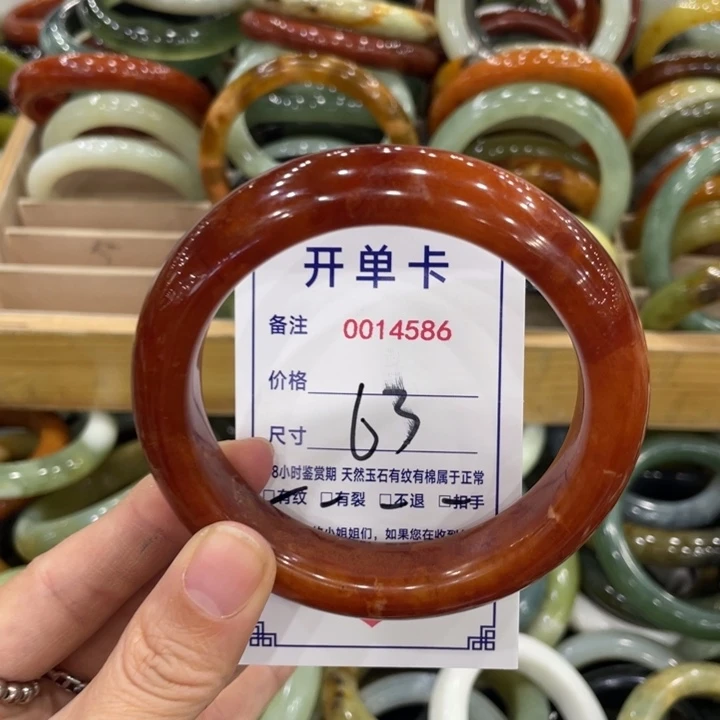 开单卡
备注 0014586
价格
尺寸 63
8小时鉴赏期 天然玉石有纹有棉属于正常
□有纹 □有裂 □不退 □扣手
小姐姐们，如果您在收到